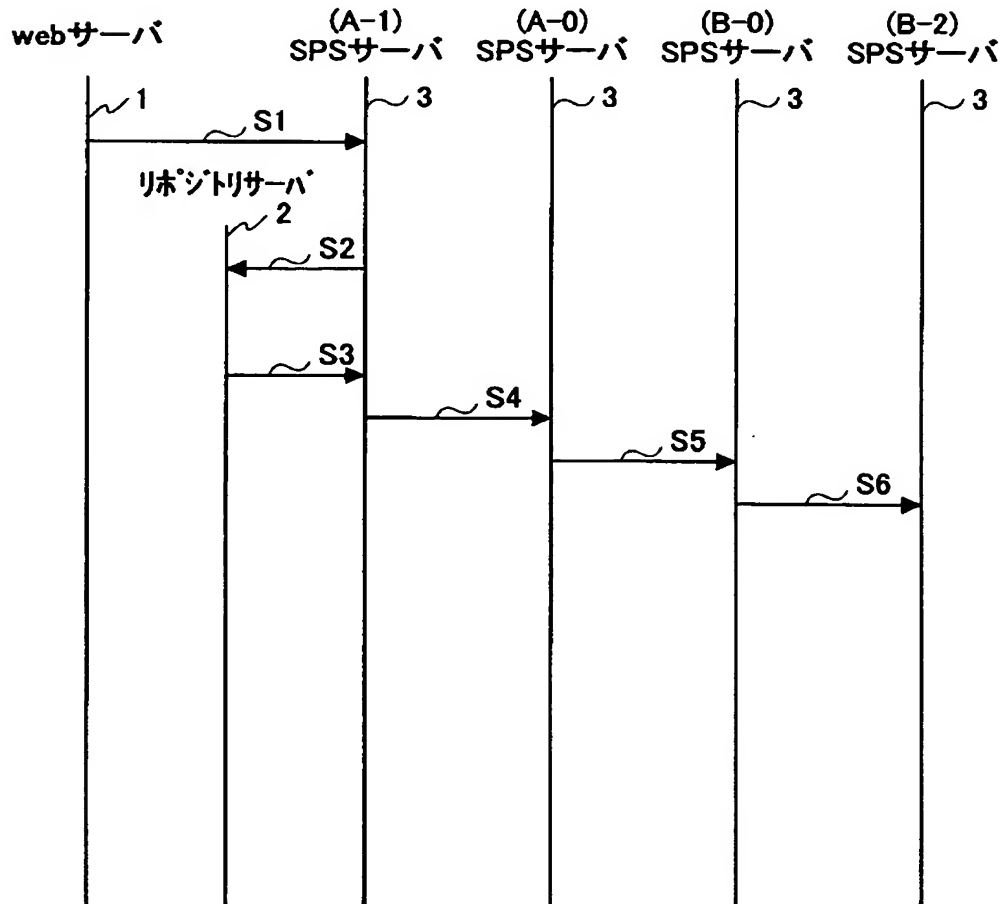 webサーバ
(A-1)
SPSサーバ
(A-0)
SPSサーバ
(B-0)
SPSサーバ
(B-2)
SPSサーバ
1
3
3
3
3
S1
リポジトリサーバ
2
S2
S3
S4
S5
S6